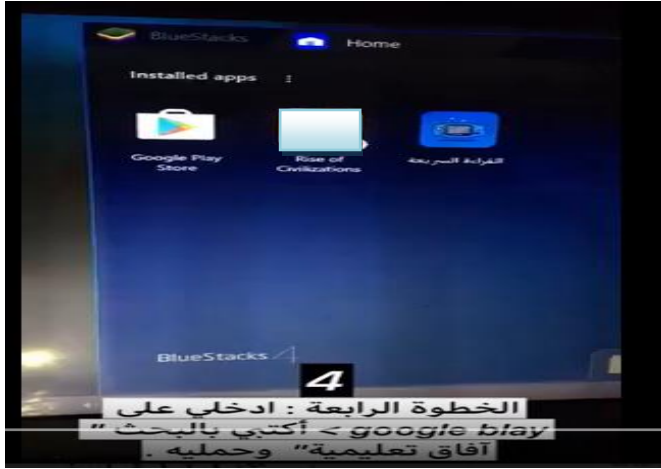 BlueStacks
Home
Installed apps
Google Play
Store
Rise of
Civilizations
القراءة السريعة
BlueStacks 4
4
الخطوة الرابعة : ادخلي على
google blay > أكتبي بالبحث "
آفاق تعليمية" وحمليه .